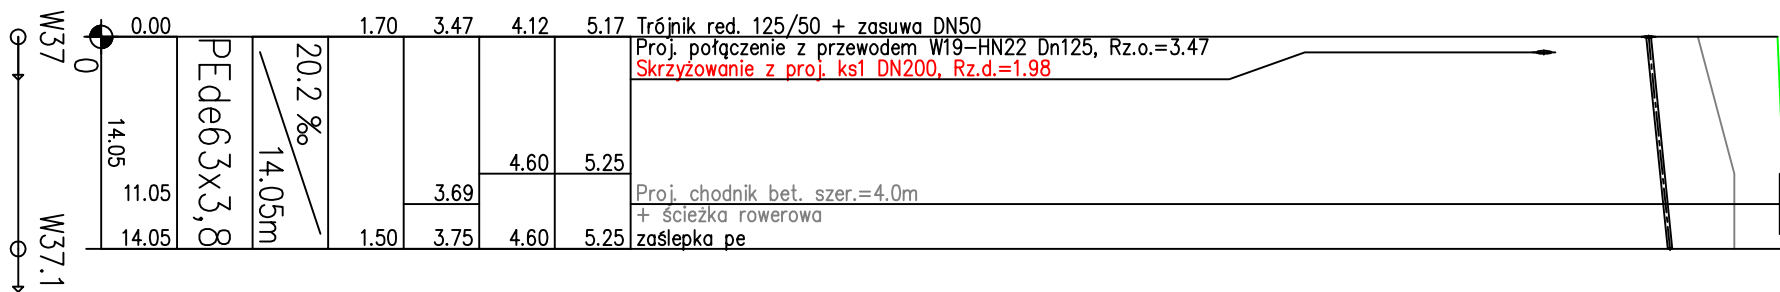 W37
0
0.00 1.70 3.47 4.12 5.17 Trójnik red. 125/50 + zasuwa DN50
Proj. połączenie z przewodem W19-HN22 Dn125, Rz.o.=3.47
Skrzyżowanie z proj. ks1 DN200, Rz.d.=1.98
14.05
PEde63x3,8
20.2 ‰
14.05m
4.60 5.25
11.05 3.69 Proj. chodnik bet. szer.=4.0m
+ ścieżka rowerowa
14.05 1.50 3.75 4.60 5.25 zaślepka pe
W37.1